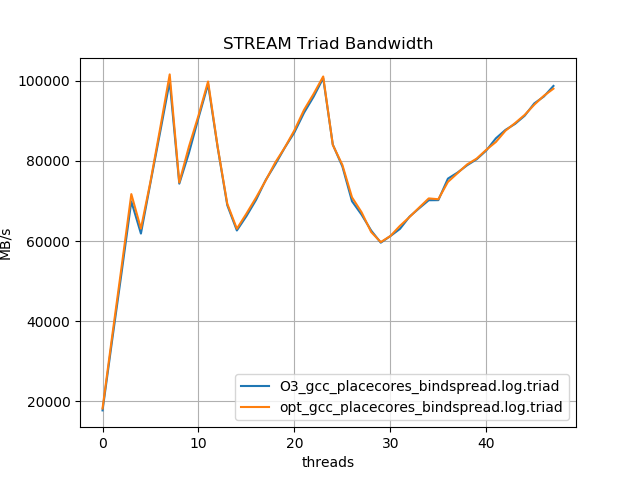 STREAM Triad Bandwidth
MB/s
100000
80000
60000
40000
20000
0 10 20 30 40
threads
O3_gcc_placecores_bindspread.log.triad
opt_gcc_placecores_bindspread.log.triad